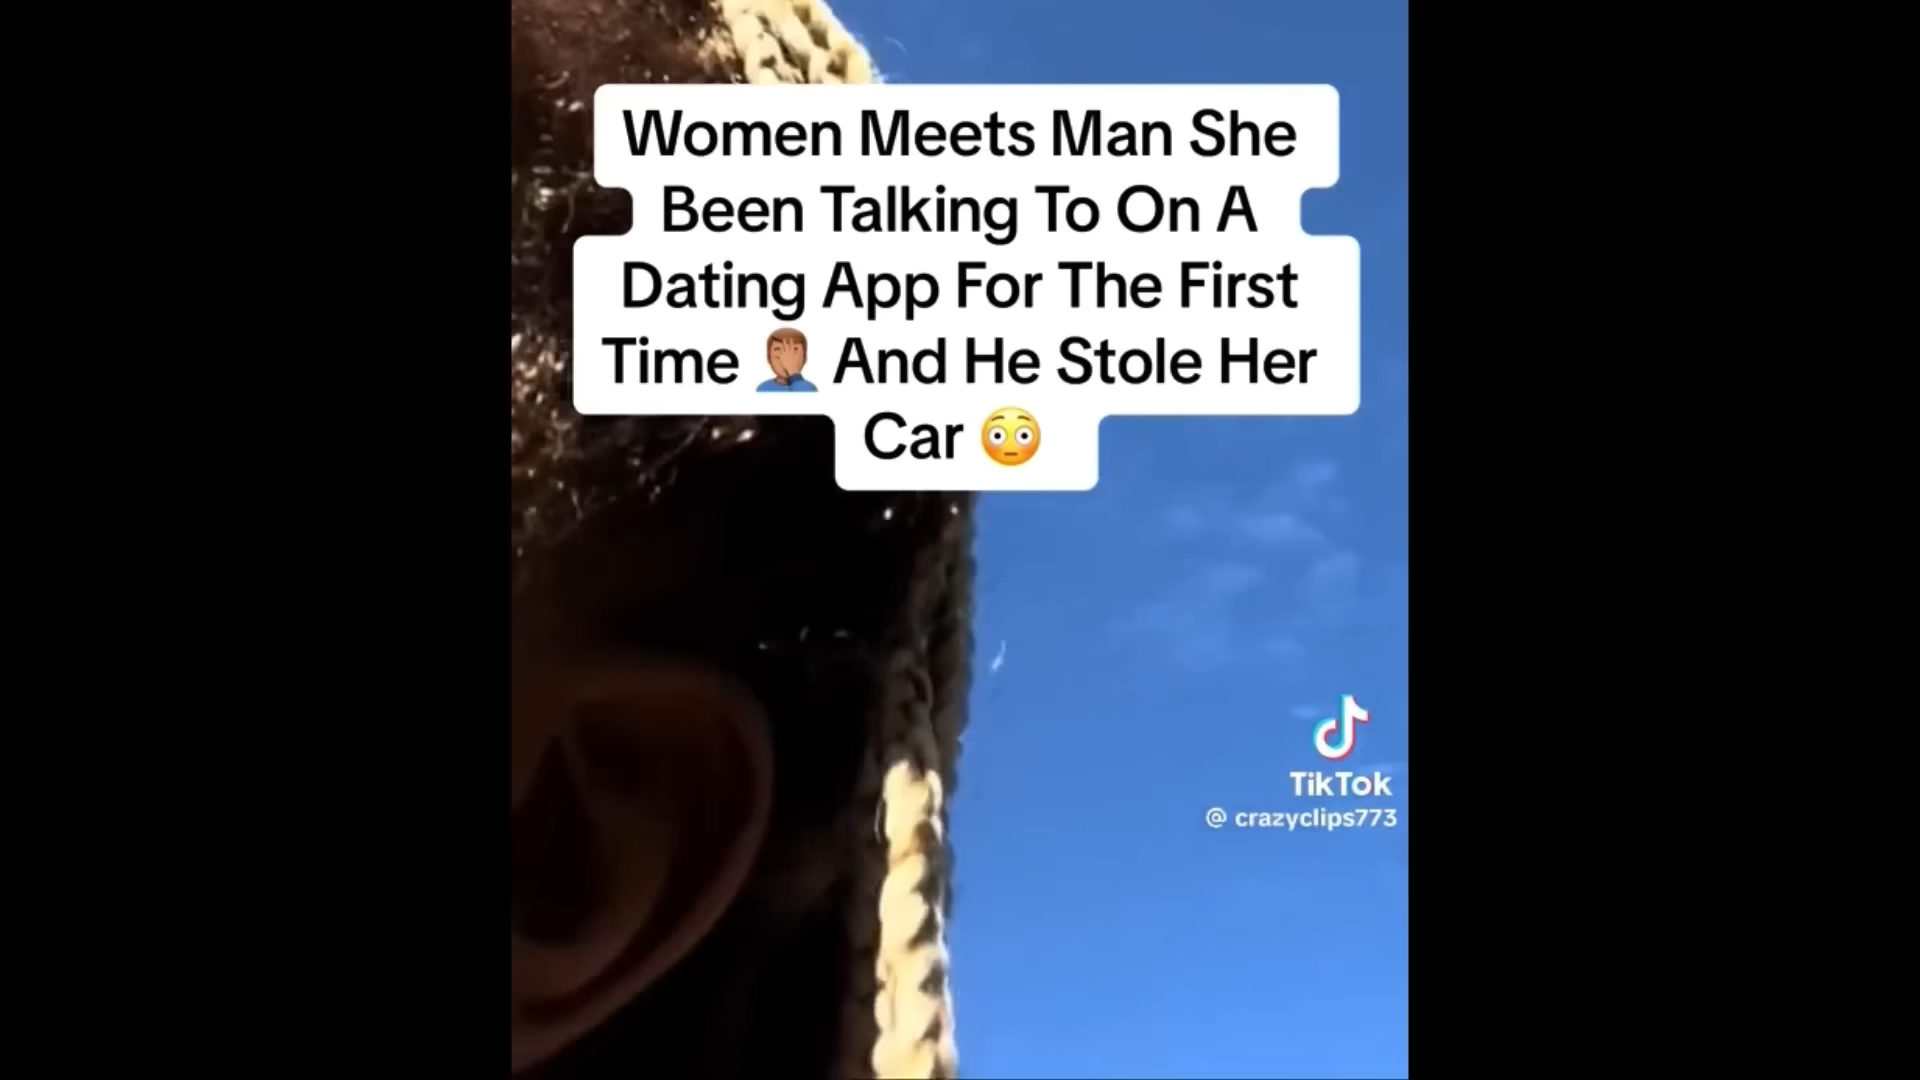 Women Meets Man She
Been Talking To On A
Dating App For The First
Time 🤦🏽‍♂️ And He Stole Her
Car 😳
TikTok
@ crazyclips773